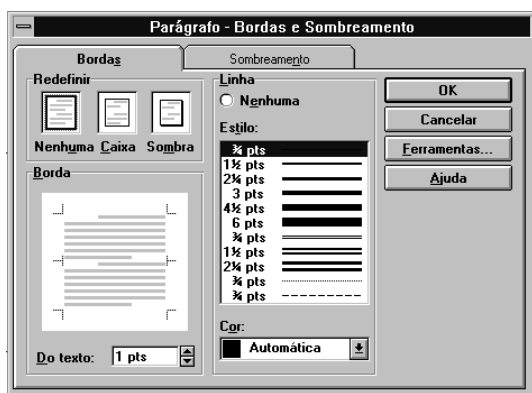 Parágrafo - Bordas e Sombreamento
Bordas
Sombreamento
Redefinir
Nenhuma Caixa Sombra
Borda
Do texto: 1 pts
Linha
Nenhuma
Estilo:
¾ pts
1½ pts
2¼ pts
3 pts
4½ pts
6 pts
¾ pts
1½ pts
2¼ pts
¾ pts
¾ pts
Cor:
Automática
OK
Cancelar
Ferramentas...
Ajuda